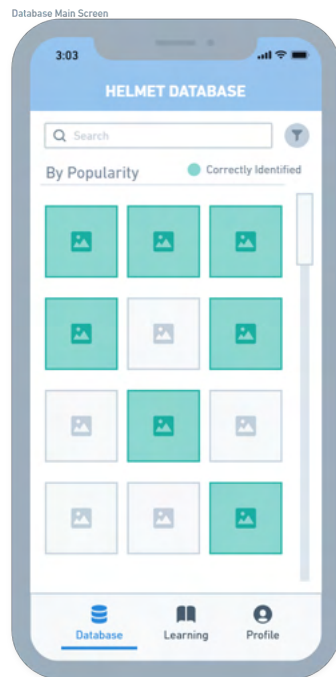 Database Main Screen
3:03
HELMET DATABASE
Search
By Popularity
Correctly Identified
Database
Learning
Profile